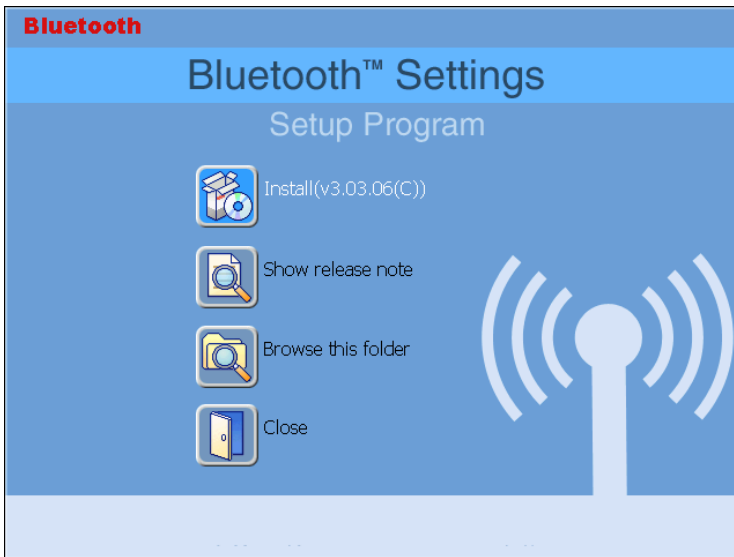 Bluetooth
Bluetooth™ Settings
Setup Program
Install(v3.03.06(C))
Show release note
Browse this folder
Close